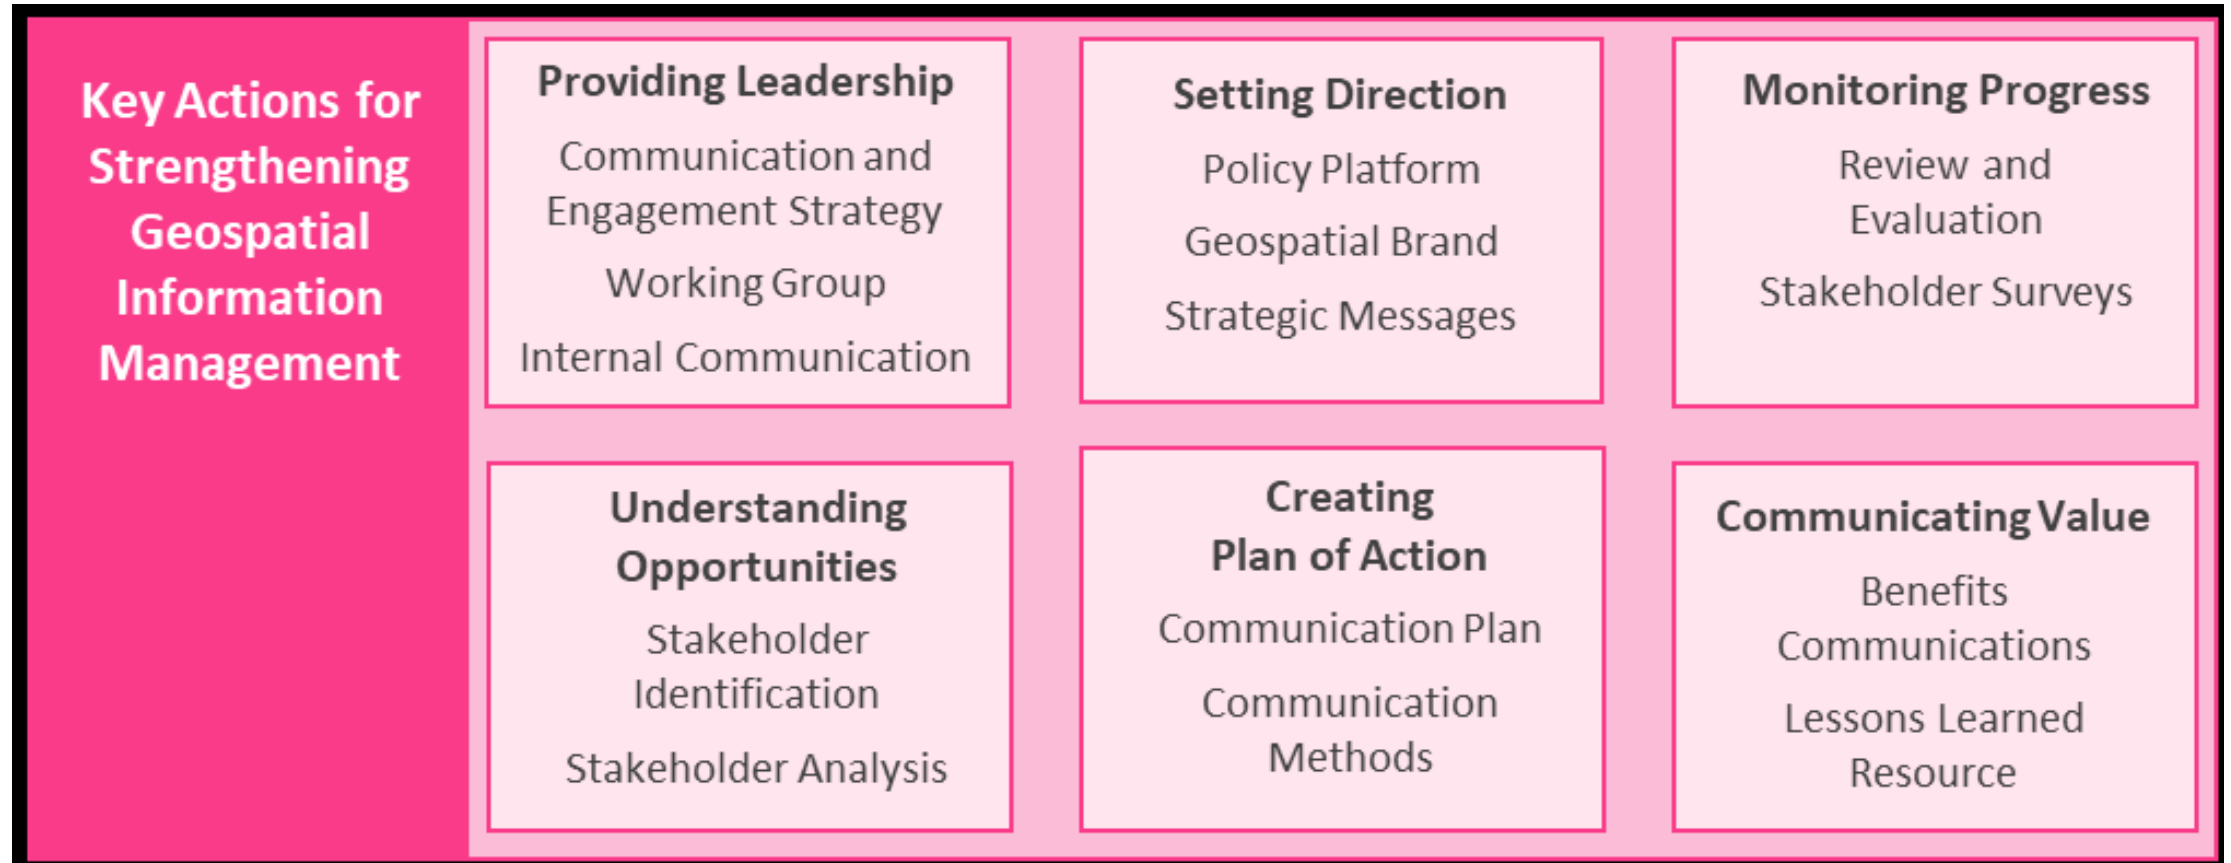 Key Actions for
Strengthening
Geospatial
Information
Management
Providing Leadership
Communication and
Engagement Strategy
Working Group
Internal Communication
Setting Direction
Policy Platform
Geospatial Brand
Strategic Messages
Monitoring Progress
Review and
Evaluation
Stakeholder Surveys
Understanding
Opportunities
Stakeholder
Identification
Stakeholder Analysis
Creating
Plan of Action
Communication Plan
Communication
Methods
Communicating Value
Benefits
Communications
Lessons Learned
Resource